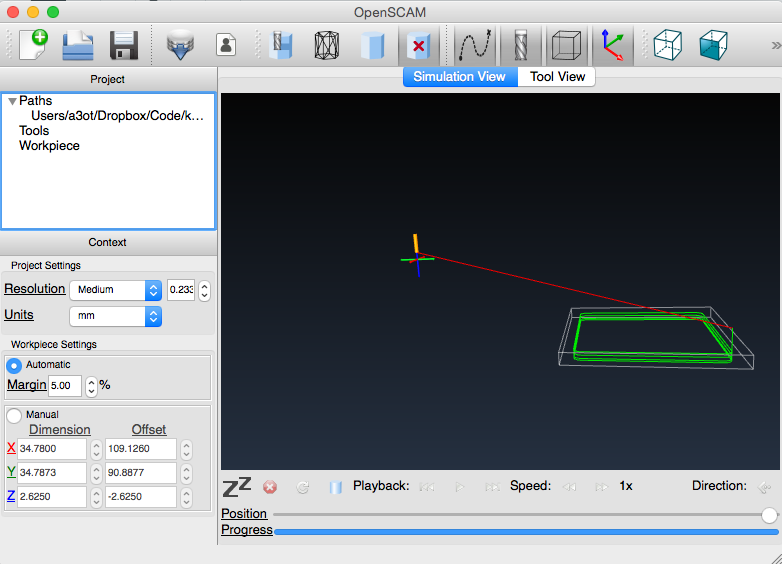 OpenSCAM
Project
Simulation View Tool View
Paths
Users/a3ot/Dropbox/Code/k...
Tools
Workpiece
Context
Project Settings
Resolution Medium 0.233
Units mm
Workpiece Settings
Automatic
Margin 5.00 %
Manual
Dimension Offset
X 34.7800 109.1260
Y 34.7873 90.8877
Z 2.6250 -2.6250
zZ Playback: Speed: 1x Direction:
Position
Progress